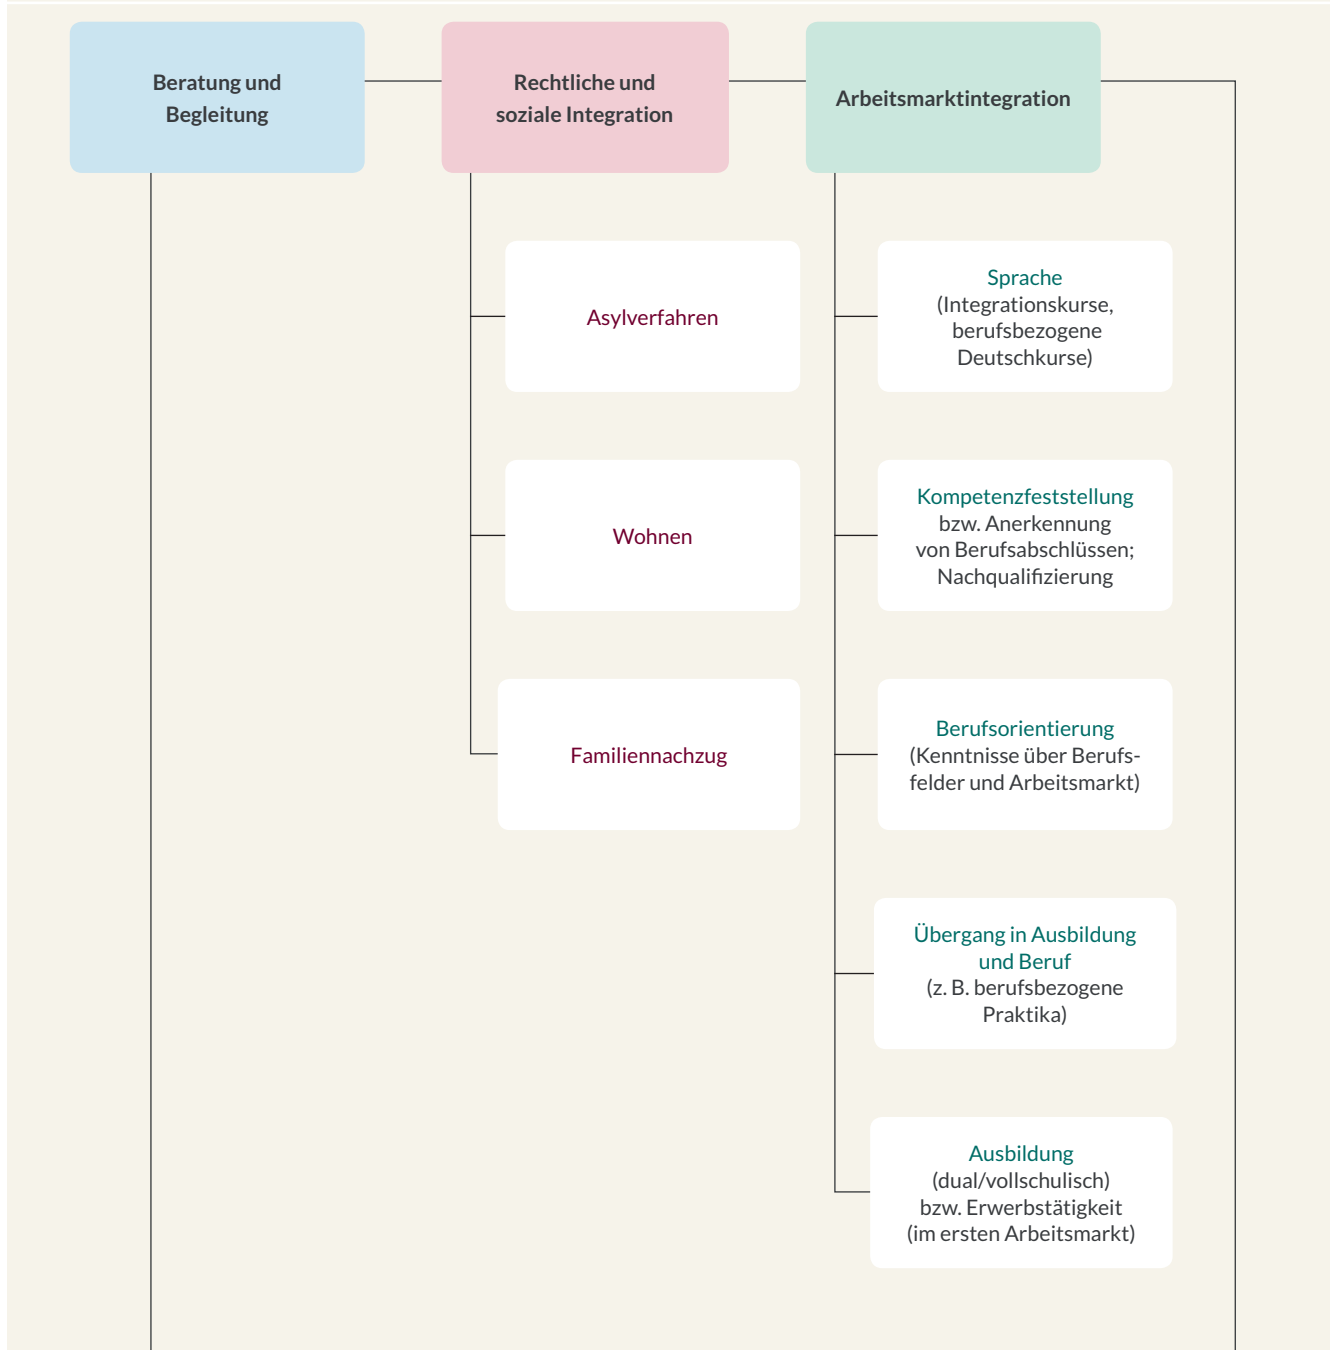 Beratung und
Begleitung
Rechtliche und
soziale Integration
Arbeitsmarktintegration
Asylverfahren
Wohnen
Familiennachzug
Sprache
(Integrationskurse,
berufsbezogene
Deutschkurse)
Kompetenzfeststellung
bzw. Anerkennung
von Berufsabschlüssen;
Nachqualifizierung
Berufsorientierung
(Kenntnisse über Berufs-
felder und Arbeitsmarkt)
Übergang in Ausbildung
und Beruf
(z. B. berufsbezogene
Praktika)
Ausbildung
(dual/vollschulisch)
bzw. Erwerbstätigkeit
(im ersten Arbeitsmarkt)